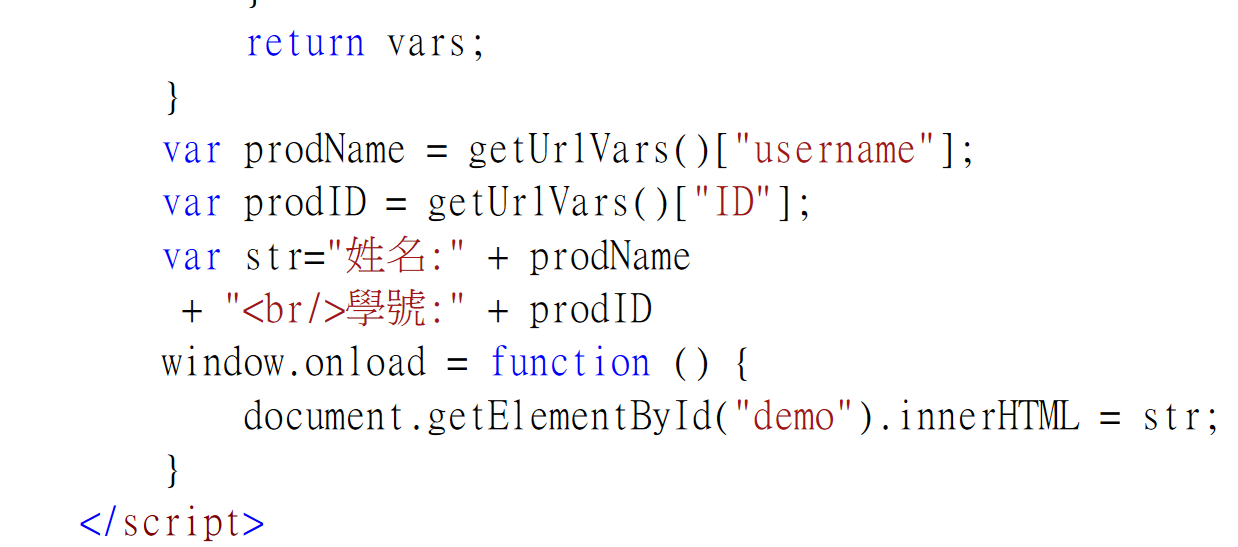 }
return vars;
}
var prodName = getUrlVars()["username"];
var prodID = getUrlVars()["ID"];
var str="姓名:" + prodName
+ "<br/>學號:" + prodID
window.onload = function () {
document.getElementById("demo").innerHTML = str;
}
</script>